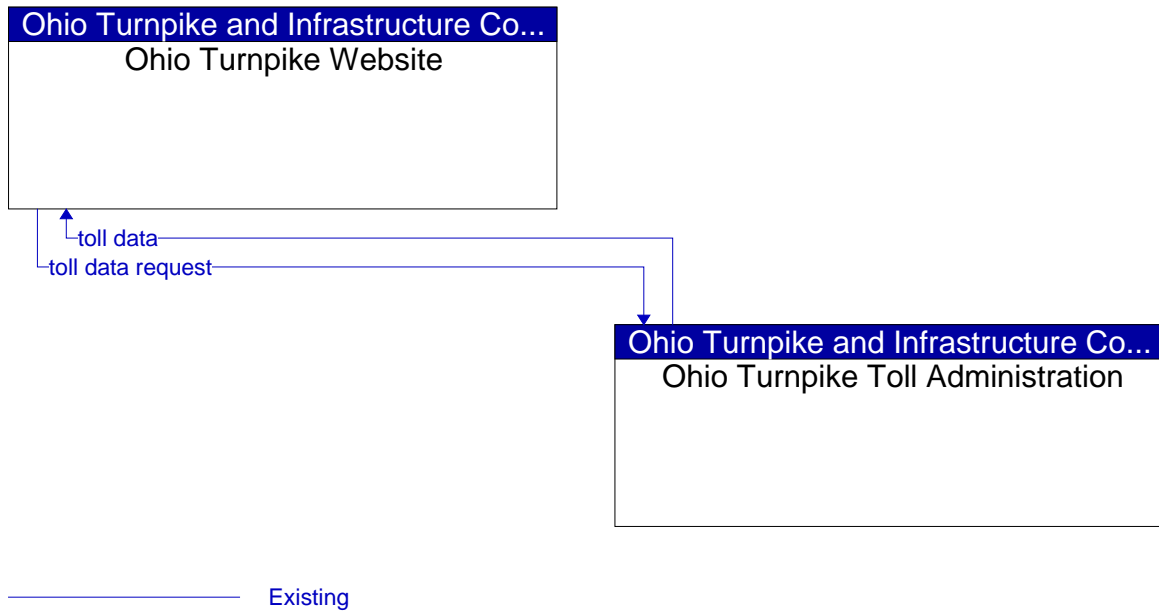 Ohio Turnpike and Infrastructure Co...
Ohio Turnpike Website
toll data
toll data request
Ohio Turnpike and Infrastructure Co...
Ohio Turnpike Toll Administration
Existing